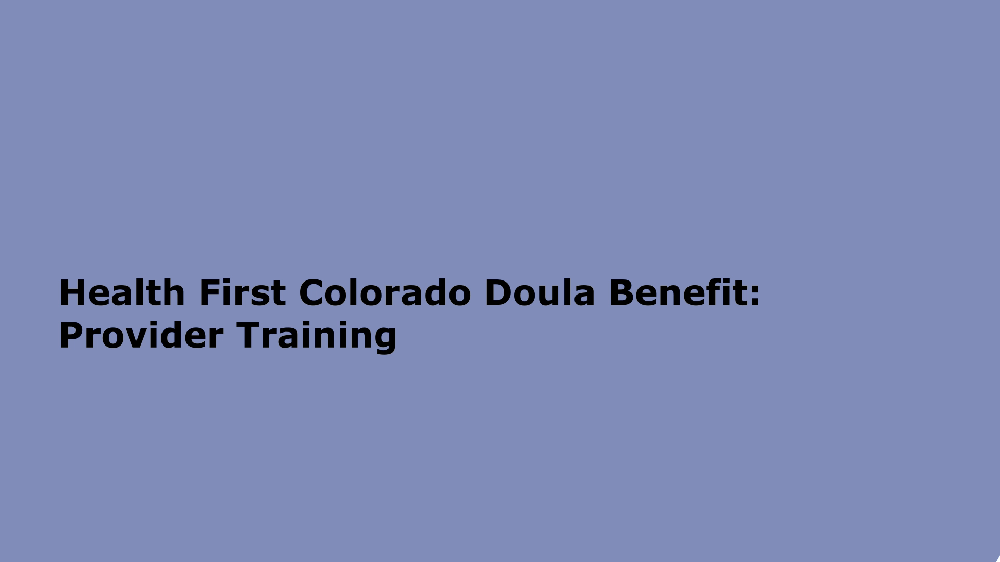 Health First Colorado Doula Benefit:
Provider Training